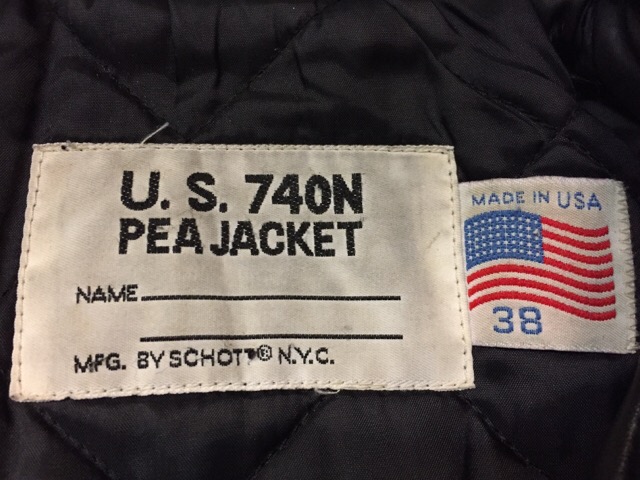 U. S. 740N
PEA JACKET
NAME
MFG. BY SCHOTT® N.Y.C.
MADE IN USA
38